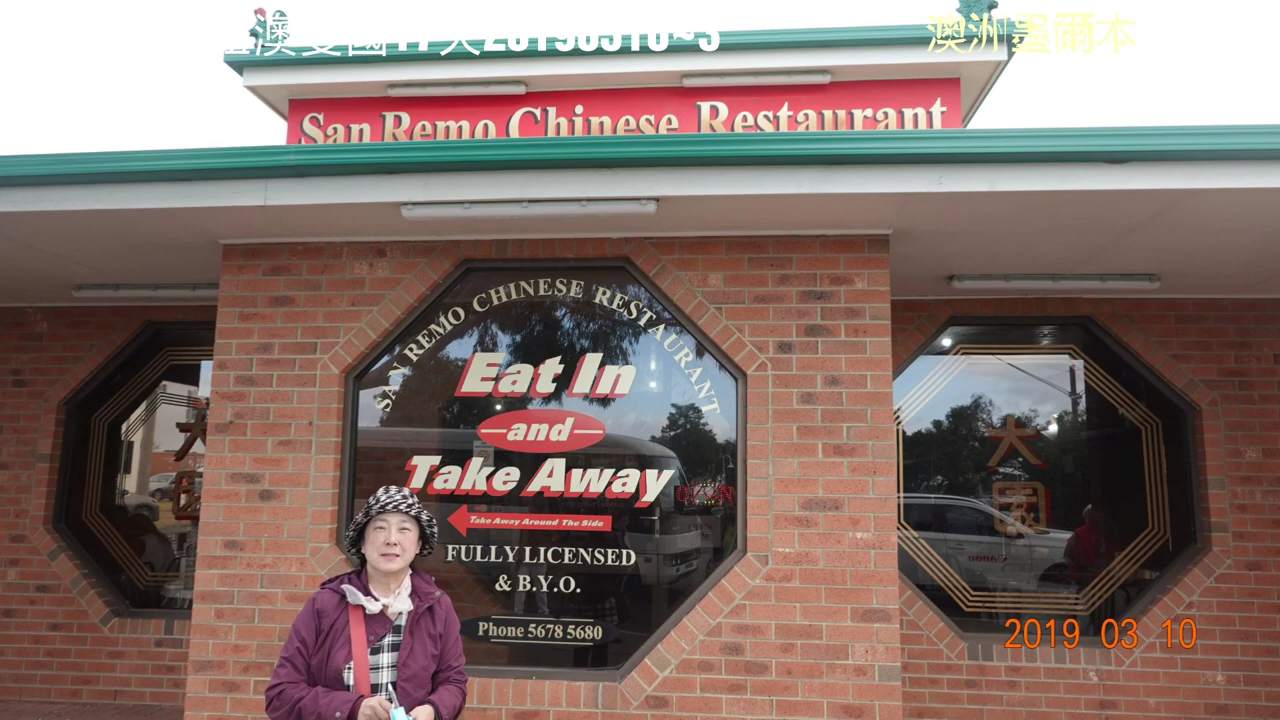 澳洲墨爾本
San Remo Chinese Restaurant
SAN REMO CHINESE RESTAURANT
Eat In
and
Take Away
Take Away Around The Side
FULLY LICENSED
& B.Y.O.
Phone 5678 5680
大
2019 03 10